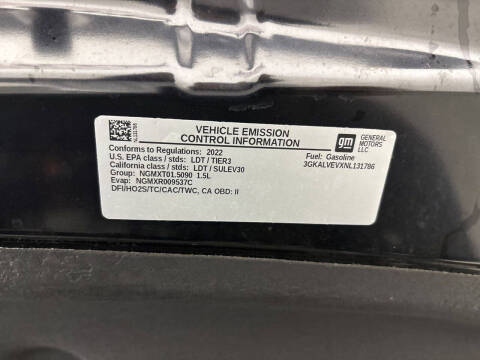 NL131786
VEHICLE EMISSION
CONTROL INFORMATION
gm
GENERAL
MOTORS
LLC
Conforms to Regulations: 2022
U.S. EPA class / stds: LDT / TIER3
California class / stds: LDT / SULEV30
Group: NGMXT01.5090 1.5L
Evap: NGMXR009537C
DFI/HO2S/TC/CAC/TWC, CA OBD: II
Fuel: Gasoline
3GKALVEVXNL131786